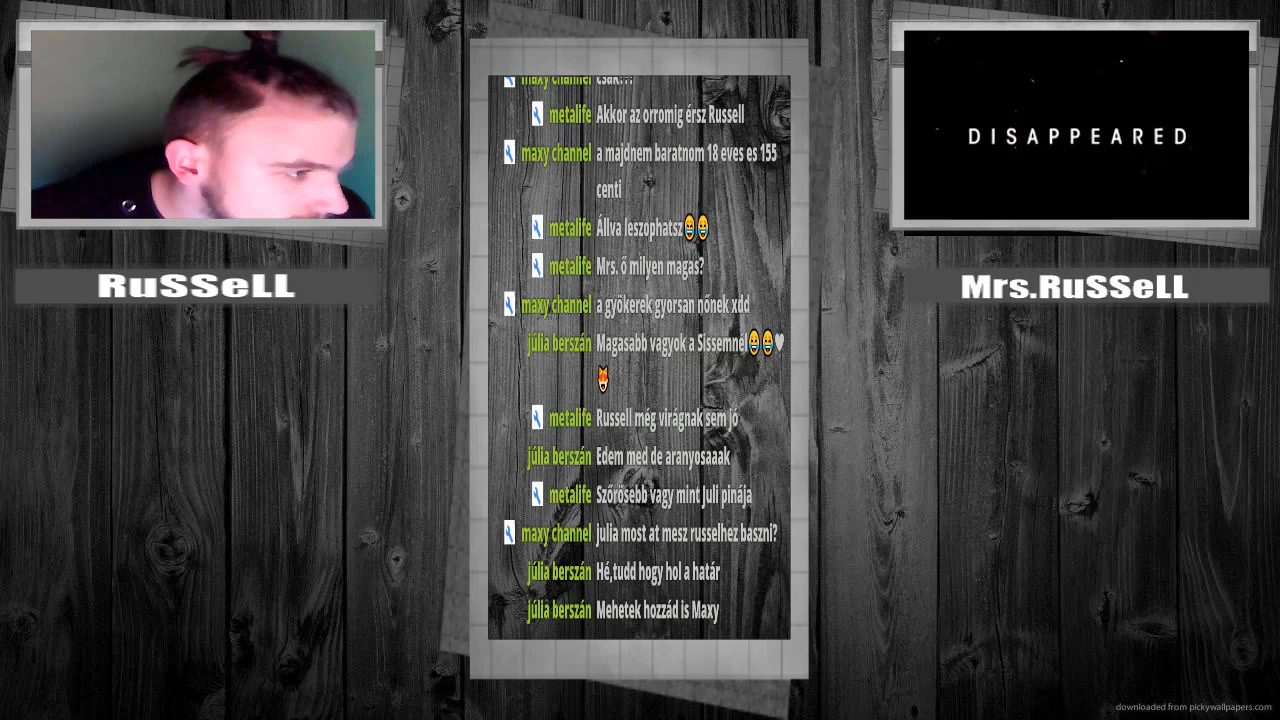 maxy channel csak???
metalife Akkor az orromig érsz Russell
maxy channel a majdnem baratnom 18 eves es 155
centi
metalife Állva leszophatsz😂😂
metalife Mrs. ő milyen magas?
maxy channel a gyökerek gyorsan nőnek xdd
júlia berszán Magasabb vagyok a Sissemnél😂😂🤍
😻
metalife Russell még virágnak sem jó
júlia berszán Edem med de aranyosaaak
metalife Szőrösebb vagy mint Juli pinája
maxy channel julia most at mesz russelhez baszni?
júlia berszán Hé,tudd hogy hol a határ
júlia berszán Mehetek hozzád is Maxy
RuSSeLL
DISAPPEARED
Mrs.RuSSeLL
downloaded from pickywallpapers.com